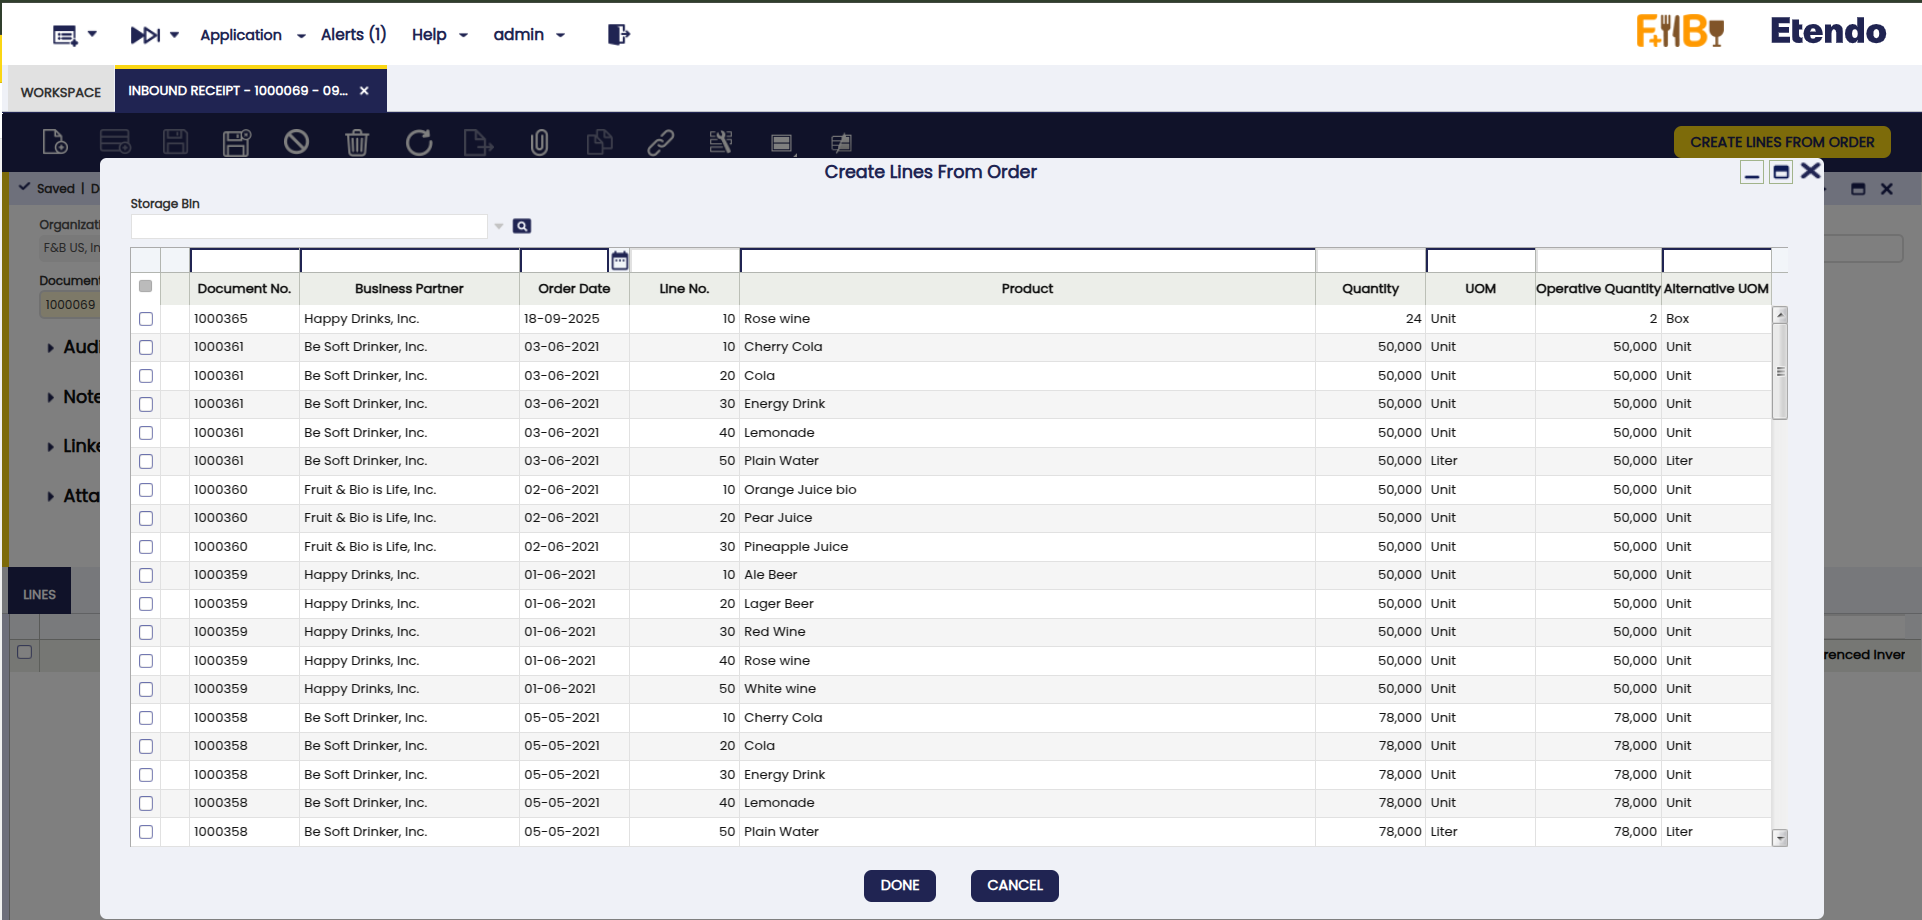 Application
Alerts (1)
Help
admin
F&B
Etendo
WORKSPACE
INBOUND RECEIPT - 1000069 - 09...
CREATE LINES FROM ORDER
Saved | D
Create Lines From Order
Organizati
F&B US, In
Document
1000069
Audi
Note
Linke
Atta
LINES
renced Inver
Storage Bin
Document No. Business Partner Order Date Line No. Product Quantity UOM Operative Quantity Alternative UOM
1000365 Happy Drinks, Inc. 18-09-2025 10 Rose wine 24 Unit 2 Box
1000361 Be Soft Drinker, Inc. 03-06-2021 10 Cherry Cola 50,000 Unit 50,000 Unit
1000361 Be Soft Drinker, Inc. 03-06-2021 20 Cola 50,000 Unit 50,000 Unit
1000361 Be Soft Drinker, Inc. 03-06-2021 30 Energy Drink 50,000 Unit 50,000 Unit
1000361 Be Soft Drinker, Inc. 03-06-2021 40 Lemonade 50,000 Unit 50,000 Unit
1000361 Be Soft Drinker, Inc. 03-06-2021 50 Plain Water 50,000 Liter 50,000 Liter
1000360 Fruit & Bio is Life, Inc. 02-06-2021 10 Orange Juice bio 50,000 Unit 50,000 Unit
1000360 Fruit & Bio is Life, Inc. 02-06-2021 20 Pear Juice 50,000 Unit 50,000 Unit
1000360 Fruit & Bio is Life, Inc. 02-06-2021 30 Pineapple Juice 50,000 Unit 50,000 Unit
1000359 Happy Drinks, Inc. 01-06-2021 10 Ale Beer 50,000 Unit 50,000 Unit
1000359 Happy Drinks, Inc. 01-06-2021 20 Lager Beer 50,000 Unit 50,000 Unit
1000359 Happy Drinks, Inc. 01-06-2021 30 Red Wine 50,000 Unit 50,000 Unit
1000359 Happy Drinks, Inc. 01-06-2021 40 Rose wine 50,000 Unit 50,000 Unit
1000359 Happy Drinks, Inc. 01-06-2021 50 White wine 50,000 Unit 50,000 Unit
1000358 Be Soft Drinker, Inc. 05-05-2021 10 Cherry Cola 78,000 Unit 78,000 Unit
1000358 Be Soft Drinker, Inc. 05-05-2021 20 Cola 78,000 Unit 78,000 Unit
1000358 Be Soft Drinker, Inc. 05-05-2021 30 Energy Drink 78,000 Unit 78,000 Unit
1000358 Be Soft Drinker, Inc. 05-05-2021 40 Lemonade 78,000 Unit 78,000 Unit
1000358 Be Soft Drinker, Inc. 05-05-2021 50 Plain Water 78,000 Liter 78,000 Liter
DONE
CANCEL